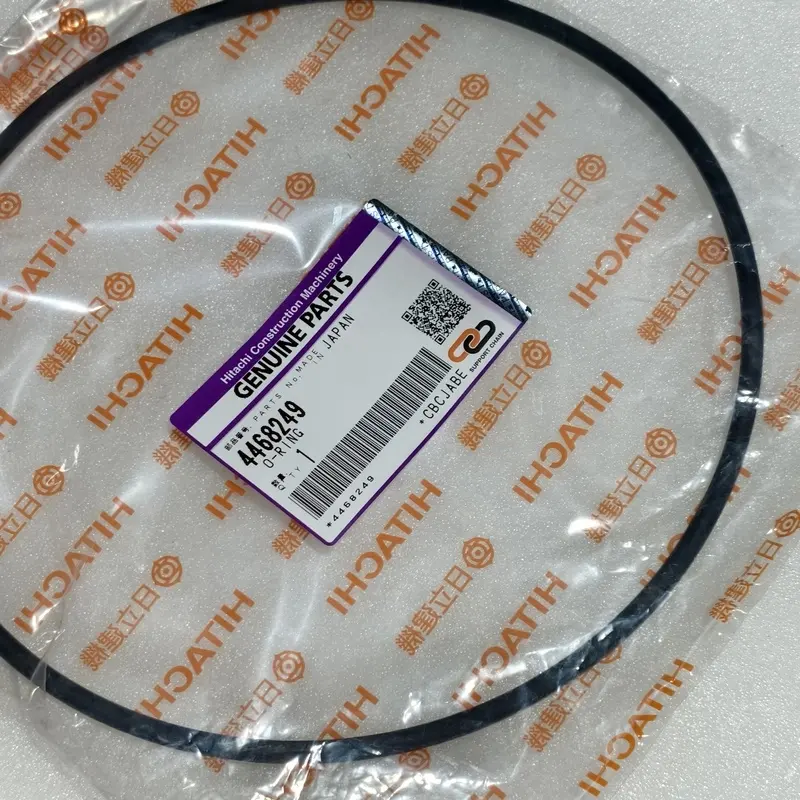 Hitachi Construction Machinery
GENUINE PARTS
部品番号. PARTS No. MADE IN JAPAN
4468249
O-RING
数量. Q'TY 1
*4468249
*CBCJABE
SUPPORT CHAIN
HITACHI
日立建機